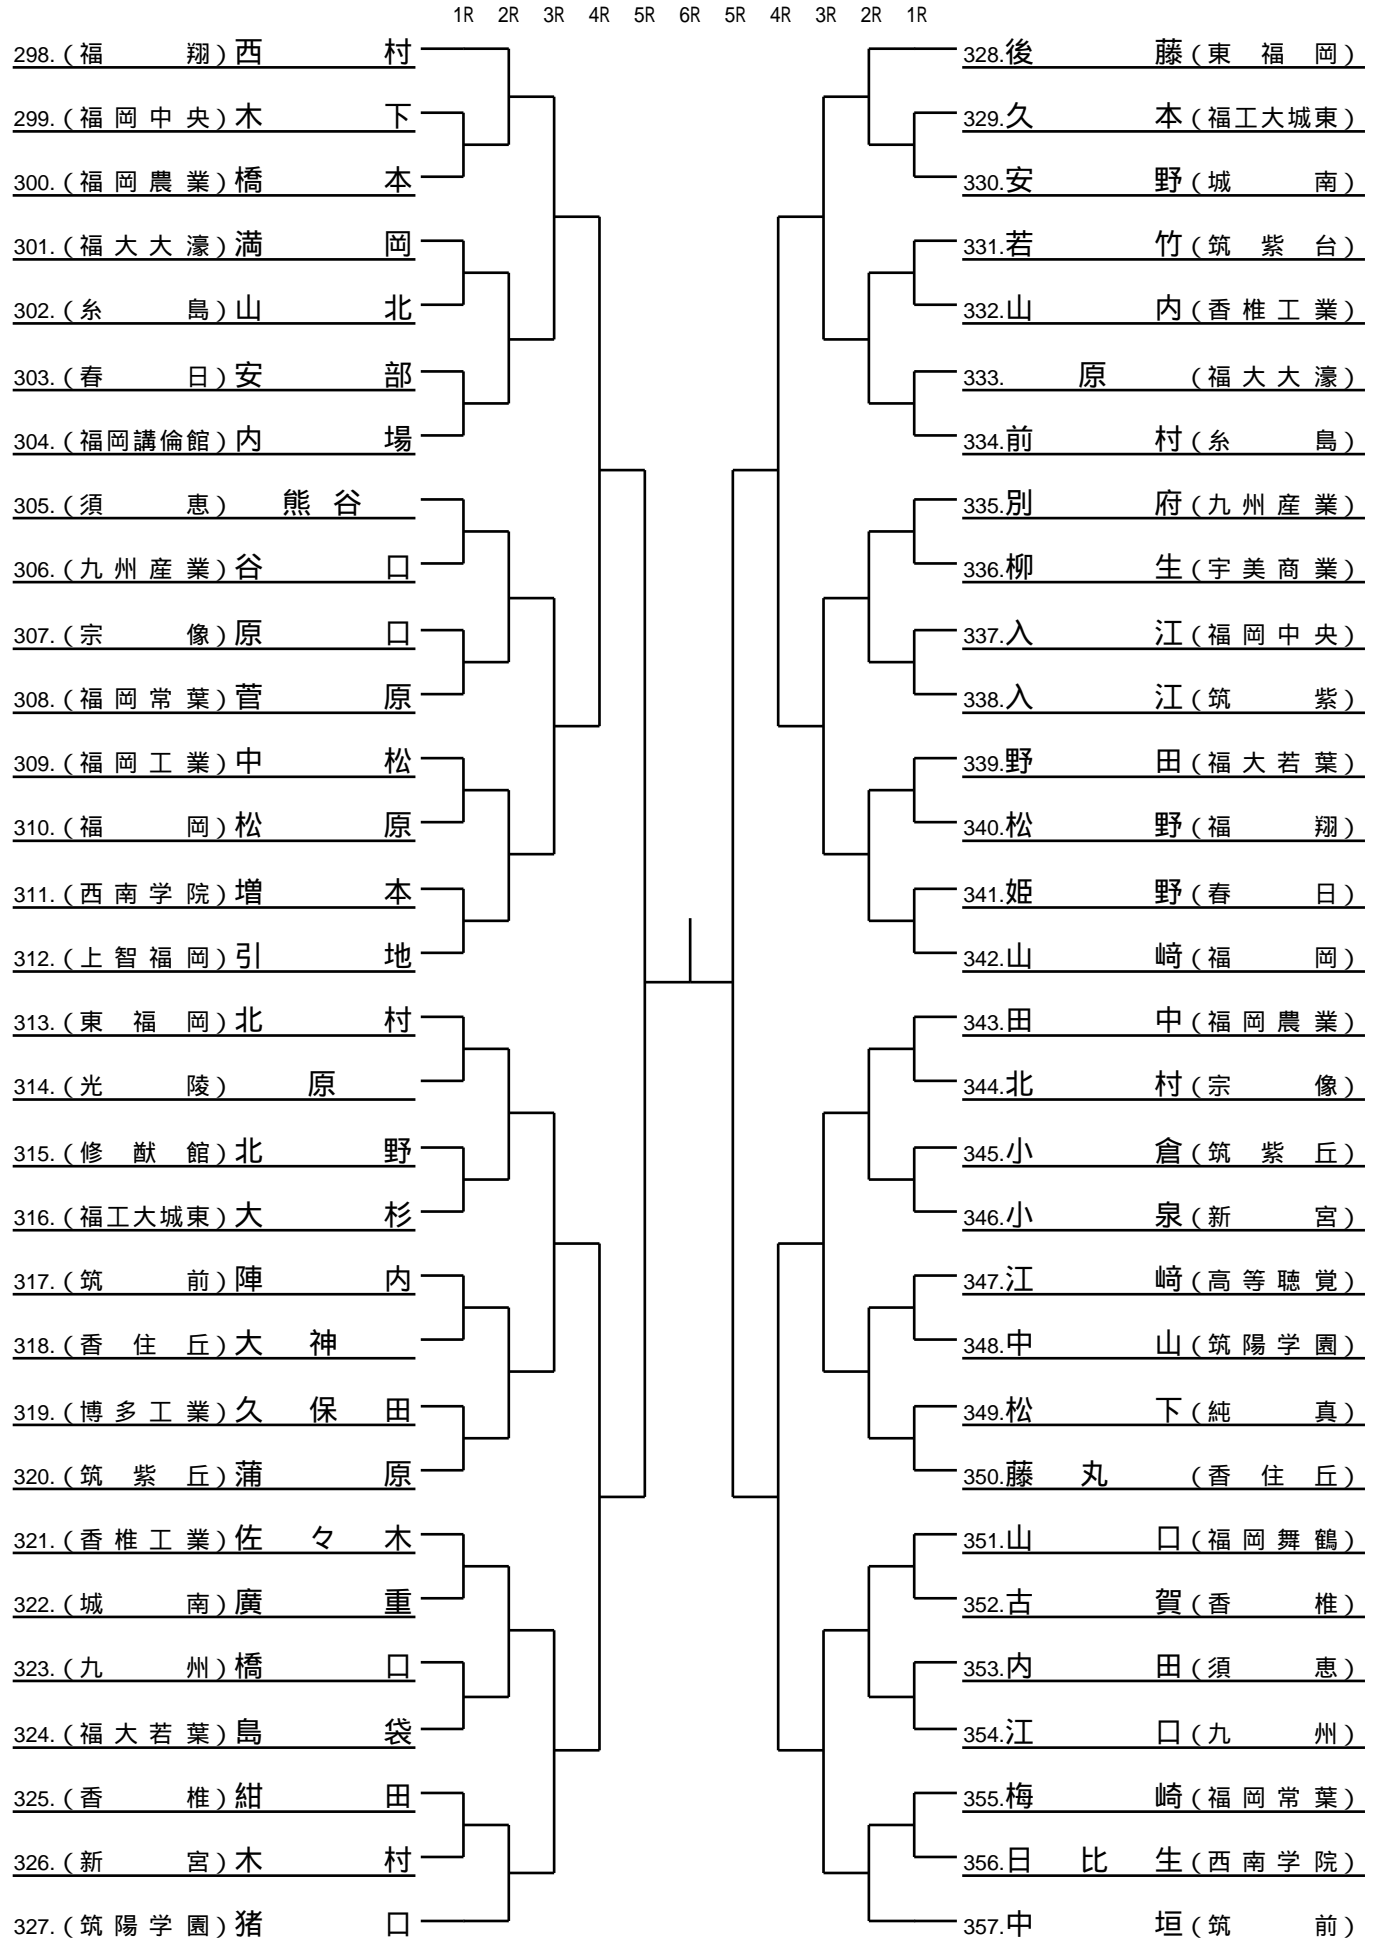 1R 2R 3R 4R 5R 6R 5R 4R 3R 2R 1R
298.(福翔)西村
299.(福岡中央)木下
300.(福岡農業)橋本
301.(福大大濠)満岡
302.(糸島)山北
303.(春日)安部
304.(福岡講倫館)内場
305.(須恵)熊谷
306.(九州産業)谷口
307.(宗像)原口
308.(福岡常葉)菅原
309.(福岡工業)中松
310.(福岡)松原
311.(西南学院)増本
312.(上智福岡)引地
313.(東福岡)北村
314.(光陵)原
315.(修猷館)北野
316.(福工大城東)大杉
317.(筑前)陣内
318.(香住丘)大神
319.(博多工業)久保田
320.(筑紫丘)蒲原
321.(香椎工業)佐々木
322.(城南)廣重
323.(九州)橋口
324.(福大若葉)島袋
325.(香椎)紺田
326.(新宮)木村
327.(筑陽学園)猪口
328.後藤(東福岡)
329.久本(福工大城東)
330.安野(城南)
331.若竹(筑紫台)
332.山内(香椎工業)
333.原(福大大濠)
334.前村(糸島)
335.別府(九州産業)
336.柳生(宇美商業)
337.入江(福岡中央)
338.入江(筑紫)
339.野田(福大若葉)
340.松野(福翔)
341.姫野(春日)
342.山﨑(福岡)
343.田中(福岡農業)
344.北村(宗像)
345.小倉(筑紫丘)
346.小泉(新宮)
347.江﨑(高等聴覚)
348.中山(筑陽学園)
349.松下(純真)
350.藤丸(香住丘)
351.山口(福岡舞鶴)
352.古賀(香椎)
353.内田(須恵)
354.江口(九州)
355.梅崎(福岡常葉)
356.日比生(西南学院)
357.中垣(筑前)